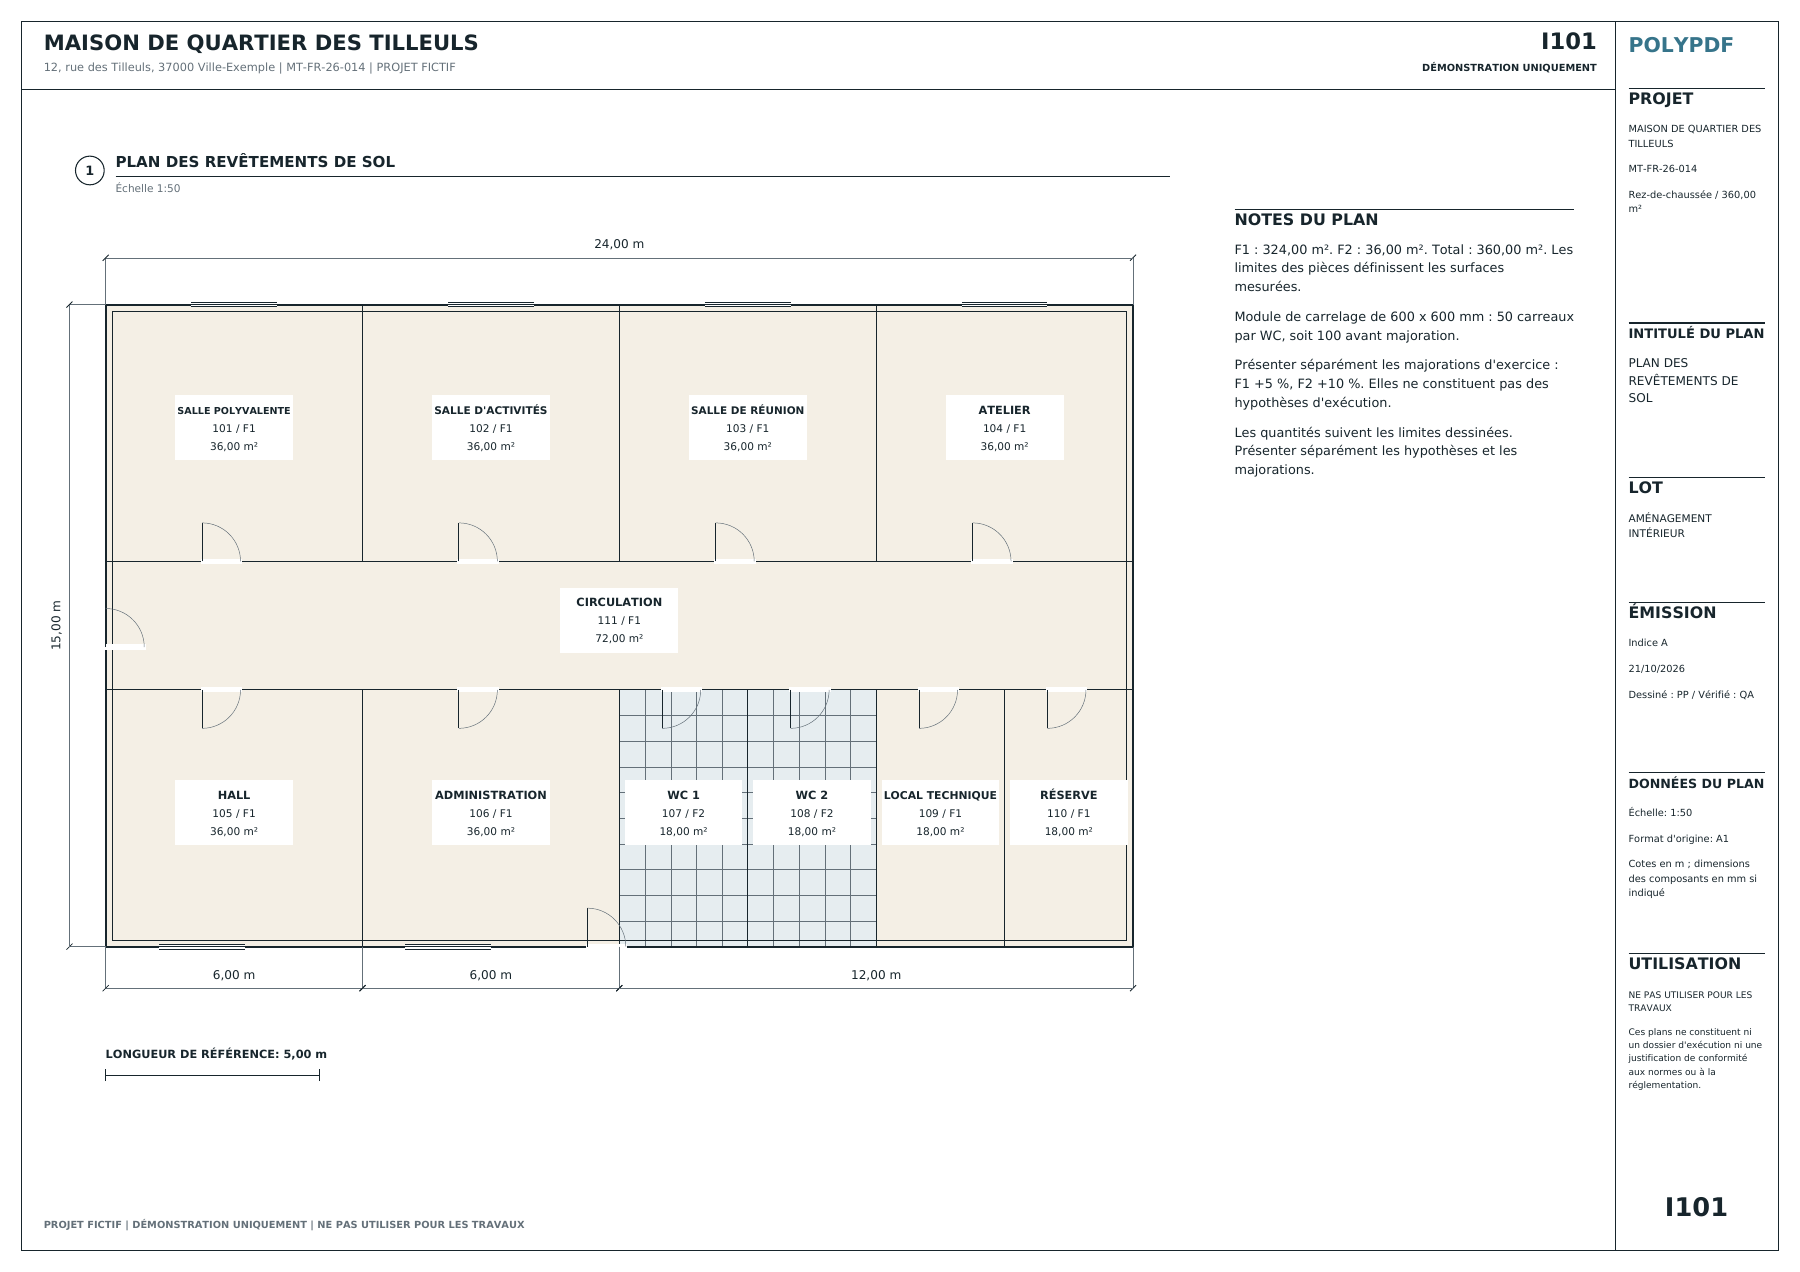 MAISON DE QUARTIER DES TILLEULS
12, rue des Tilleuls, 37000 Ville-Exemple | MT-FR-26-014 | PROJET FICTIF
I101
DÉMONSTRATION UNIQUEMENT
1
PLAN DES REVÊTEMENTS DE SOL
Échelle 1:50
24,00 m
15,00 m
SALLE POLYVALENTE
101 / F1
36,00 m²
SALLE D'ACTIVITÉS
102 / F1
36,00 m²
SALLE DE RÉUNION
103 / F1
36,00 m²
ATELIER
104 / F1
36,00 m²
CIRCULATION
111 / F1
72,00 m²
HALL
105 / F1
36,00 m²
ADMINISTRATION
106 / F1
36,00 m²
WC 1
107 / F2
18,00 m²
WC 2
108 / F2
18,00 m²
LOCAL TECHNIQUE
109 / F1
18,00 m²
RÉSERVE
110 / F1
18,00 m²
6,00 m
6,00 m
12,00 m
LONGUEUR DE RÉFÉRENCE: 5,00 m
NOTES DU PLAN
F1 : 324,00 m². F2 : 36,00 m². Total : 360,00 m². Les
limites des pièces définissent les surfaces
mesurées.
Module de carrelage de 600 x 600 mm : 50 carreaux
par WC, soit 100 avant majoration.
Présenter séparément les majorations d'exercice :
F1 +5 %, F2 +10 %. Elles ne constituent pas des
hypothèses d'exécution.
Les quantités suivent les limites dessinées.
Présenter séparément les hypothèses et les
majorations.
POLYPDF
PROJET
MAISON DE QUARTIER DES
TILLEULS
MT-FR-26-014
Rez-de-chaussée / 360,00
m²
INTITULÉ DU PLAN
PLAN DES
REVÊTEMENTS DE
SOL
LOT
AMÉNAGEMENT
INTÉRIEUR
ÉMISSION
Indice A
21/10/2026
Dessiné : PP / Vérifié : QA
DONNÉES DU PLAN
Échelle: 1:50
Format d'origine: A1
Cotes en m ; dimensions
des composants en mm si
indiqué
UTILISATION
NE PAS UTILISER POUR LES
TRAVAUX
Ces plans ne constituent ni
un dossier d'exécution ni une
justification de conformité
aux normes ou à la
réglementation.
I101
PROJET FICTIF | DÉMONSTRATION UNIQUEMENT | NE PAS UTILISER POUR LES TRAVAUX